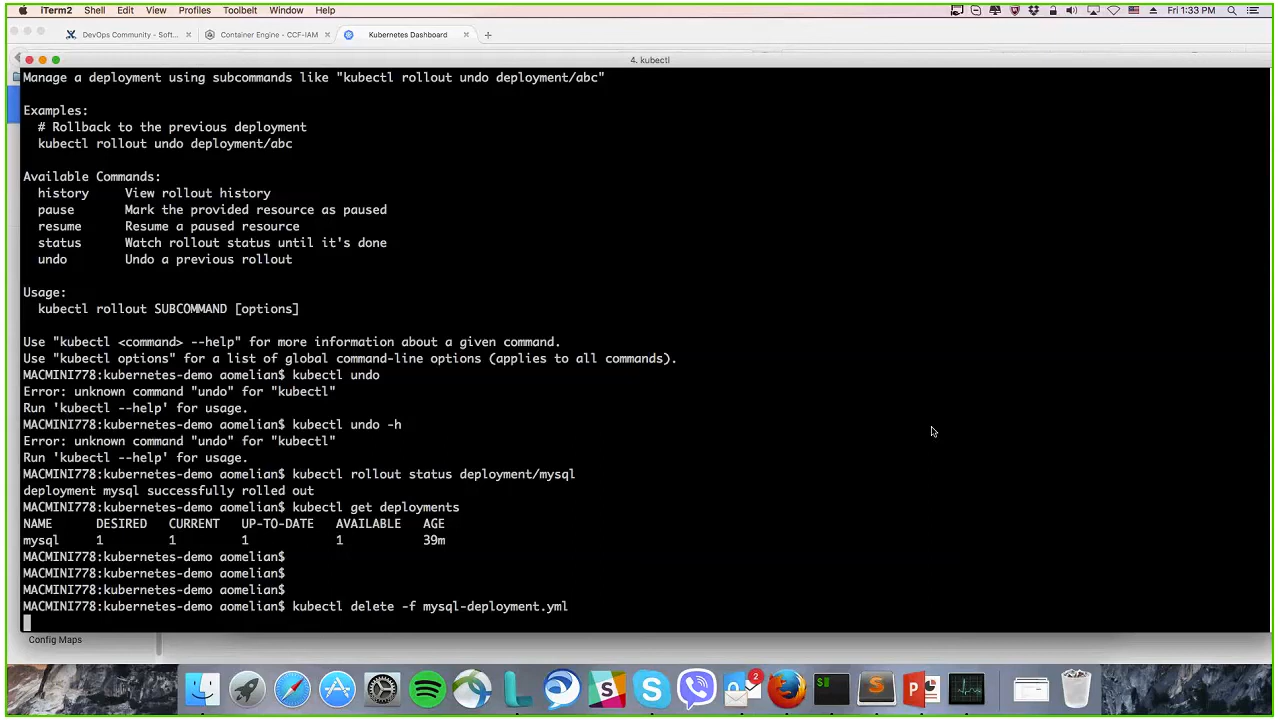 iTerm2 Shell Edit View Profiles Toolbelt Window Help Fri 1:33 PM
DevOps Community - Soft... Container Engine - CCF-IAM Kubernetes Dashboard
4. kubectl
Manage a deployment using subcommands like "kubectl rollout undo deployment/abc"
Examples:
# Rollback to the previous deployment
kubectl rollout undo deployment/abc
Available Commands:
history View rollout history
pause Mark the provided resource as paused
resume Resume a paused resource
status Watch rollout status until it's done
undo Undo a previous rollout
Usage:
kubectl rollout SUBCOMMAND [options]
Use "kubectl <command> --help" for more information about a given command.
Use "kubectl options" for a list of global command-line options (applies to all commands).
MACMINI778:kubernetes-demo aomelian$ kubectl undo
Error: unknown command "undo" for "kubectl"
Run 'kubectl --help' for usage.
MACMINI778:kubernetes-demo aomelian$ kubectl undo -h
Error: unknown command "undo" for "kubectl"
Run 'kubectl --help' for usage.
MACMINI778:kubernetes-demo aomelian$ kubectl rollout status deployment/mysql
deployment mysql successfully rolled out
MACMINI778:kubernetes-demo aomelian$ kubectl get deployments
NAME DESIRED CURRENT UP-TO-DATE AVAILABLE AGE
mysql 1 1 1 1 39m
MACMINI778:kubernetes-demo aomelian$
MACMINI778:kubernetes-demo aomelian$
MACMINI778:kubernetes-demo aomelian$
MACMINI778:kubernetes-demo aomelian$ kubectl delete -f mysql-deployment.yml
Config Maps
2